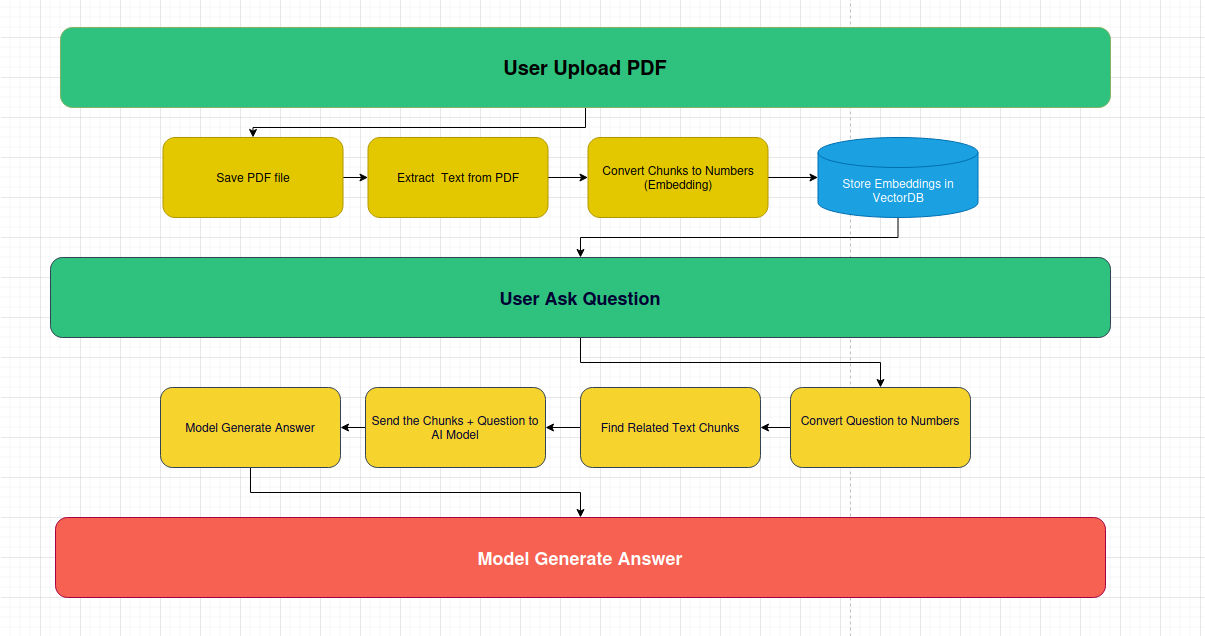 User Upload PDF
Save PDF file
Extract Text from PDF
Convert Chunks to Numbers
(Embedding)
Store Embeddings in
VectorDB
User Ask Question
Model Generate Answer
Send the Chunks + Question to
AI Model
Find Related Text Chunks
Convert Question to Numbers
Model Generate Answer